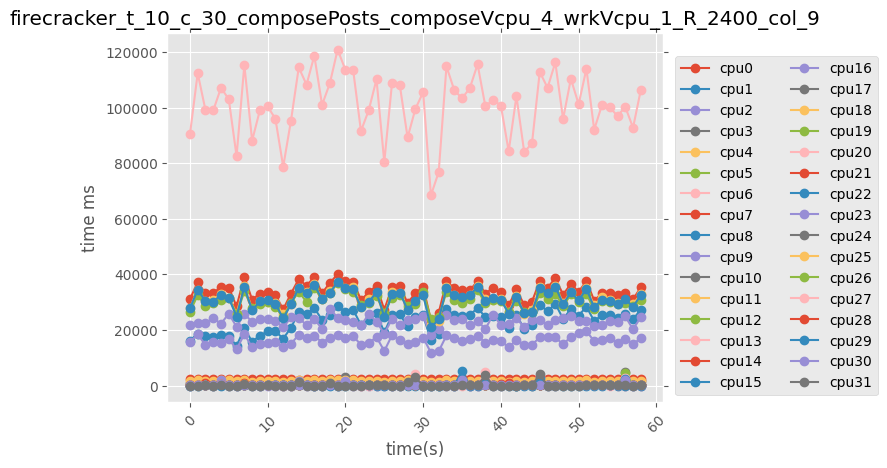 firecracker_t_10_c_30_composePosts_composeVcpu_4_wrkVcpu_1_R_2400_col_9
120000
100000
80000
60000
40000
20000
0
time ms
0
10
20
30
40
50
60
time(s)
cpu0
cpu1
cpu2
cpu3
cpu4
cpu5
cpu6
cpu7
cpu8
cpu9
cpu10
cpu11
cpu12
cpu13
cpu14
cpu15
cpu16
cpu17
cpu18
cpu19
cpu20
cpu21
cpu22
cpu23
cpu24
cpu25
cpu26
cpu27
cpu28
cpu29
cpu30
cpu31